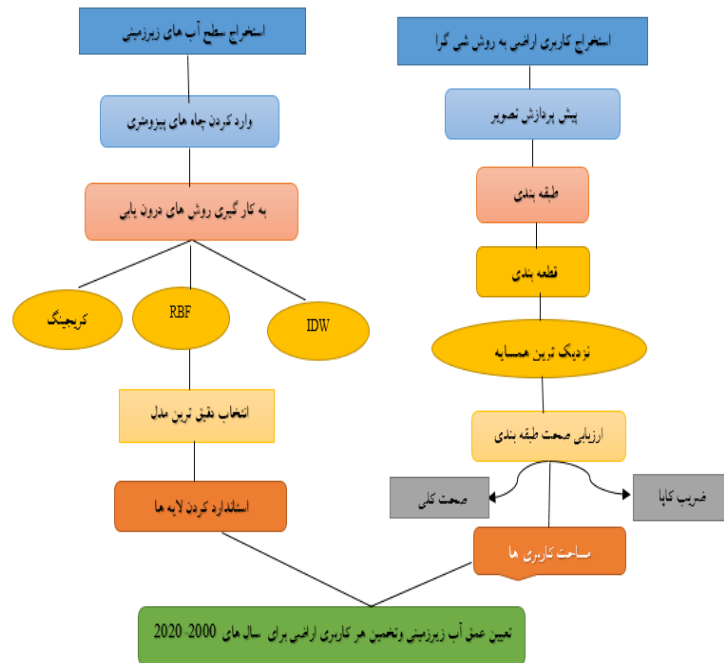 استخراج کاربری اراضی به روش شی گرا
پیش پردازش تصویر
طبقه بندی
قطعه بندی
نزدیک ترین همسایه
ارزیابی صحت طبقه بندی
ضریب کاپا
صحت کلی
مساحت کاربری ها
استخراج سطح آب های زیرزمینی
وارد کردن چاه های پیزومتری
به کار گیری روش های درون یابی
IDW
RBF
کریجینگ
انتخاب دقیق ترین مدل
استاندارد کردن لایه ها
تعیین عمق آب زیرزمینی وتخمین هر کاربری اراضی برای سال های 2000- 2020